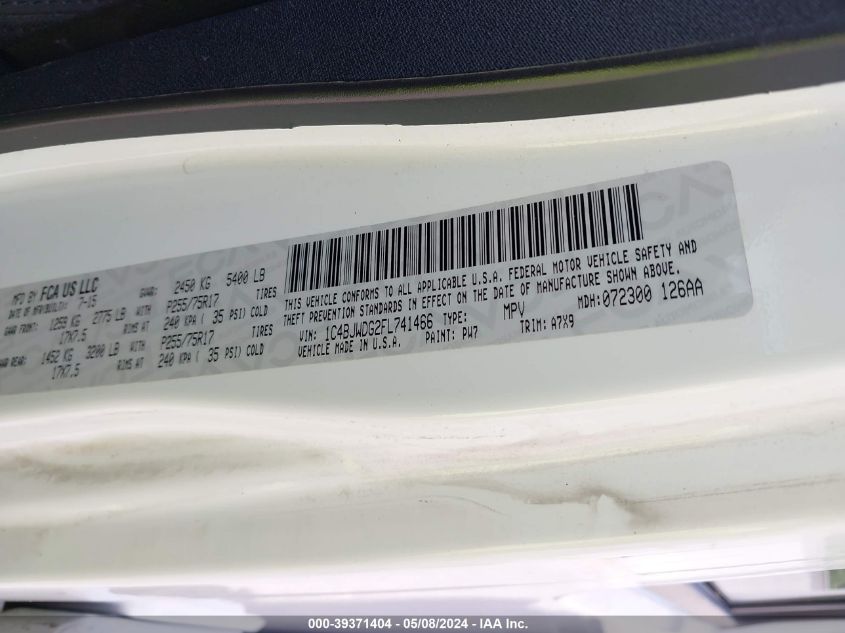 MFD BY FCA US LLC
DATE OF MFR 7-15
GVWR: 2450 KG 5400 LB
GAWR FRONT: 1259 KG 2775 LB WITH P255/75R17 TIRES
17X7.5 RIMS AT 240 KPA ( 35 PSI) COLD
GAWR REAR: 1452 KG 3200 LB WITH P255/75R17 TIRES
17X7.5 RIMS AT 240 KPA ( 35 PSI) COLD
THIS VEHICLE CONFORMS TO ALL APPLICABLE U.S.A. FEDERAL MOTOR VEHICLE SAFETY AND
THEFT PREVENTION STANDARDS IN EFFECT ON THE DATE OF MANUFACTURE SHOWN ABOVE.
VIN: 1C4BJWDG2FL741466 TYPE: MPV MDH: 072300 126AA
VEHICLE MADE IN U.S.A. PAINT: PW7 TRIM: A7X9
000-39371404 - 05/08/2024 - IAA Inc.